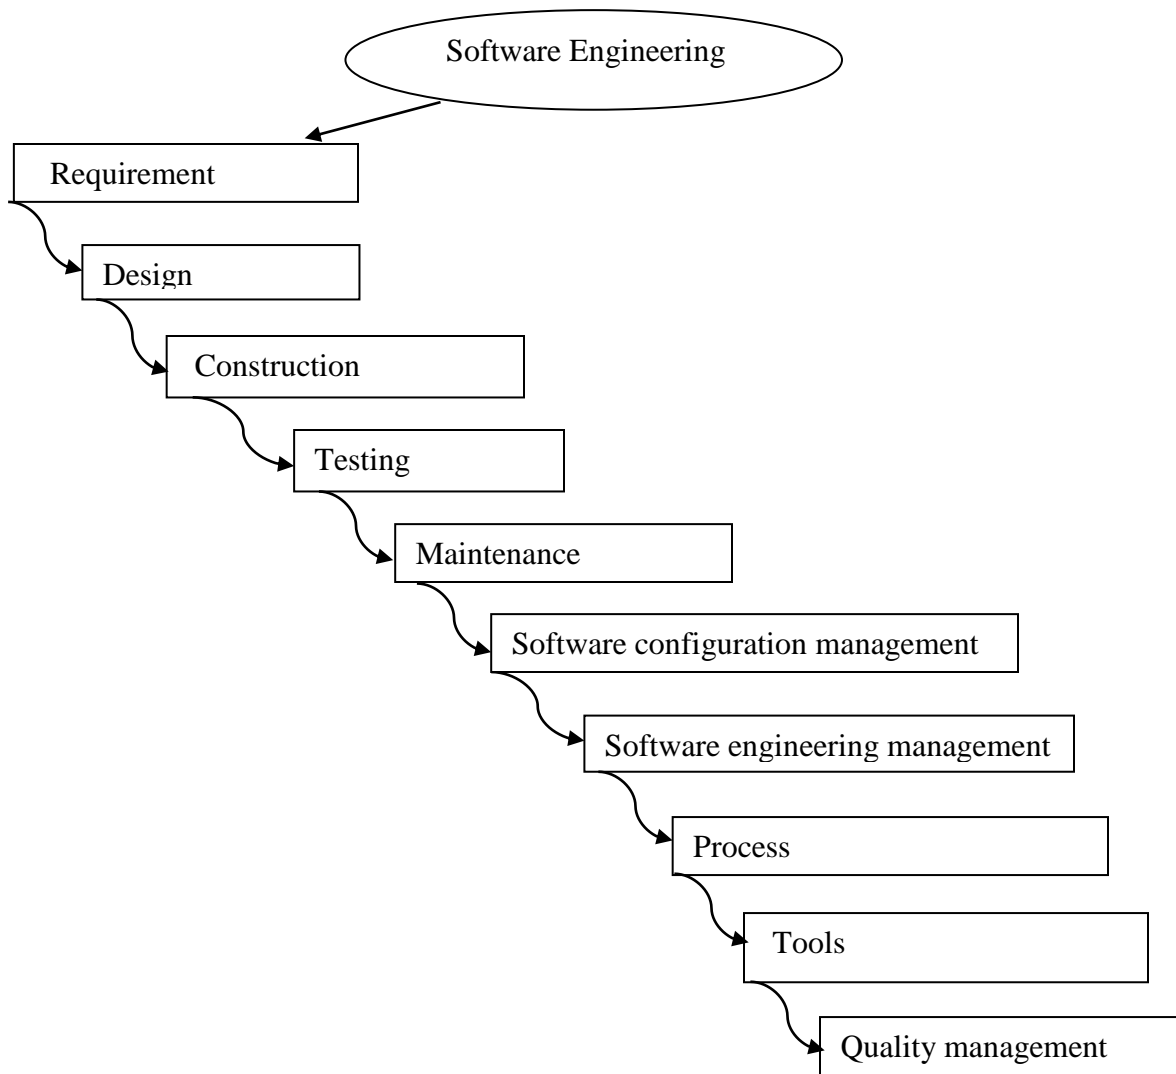 Software Engineering
Requirement
Design
Construction
Testing
Maintenance
Software configuration management
Software engineering management
Process
Tools
Quality management